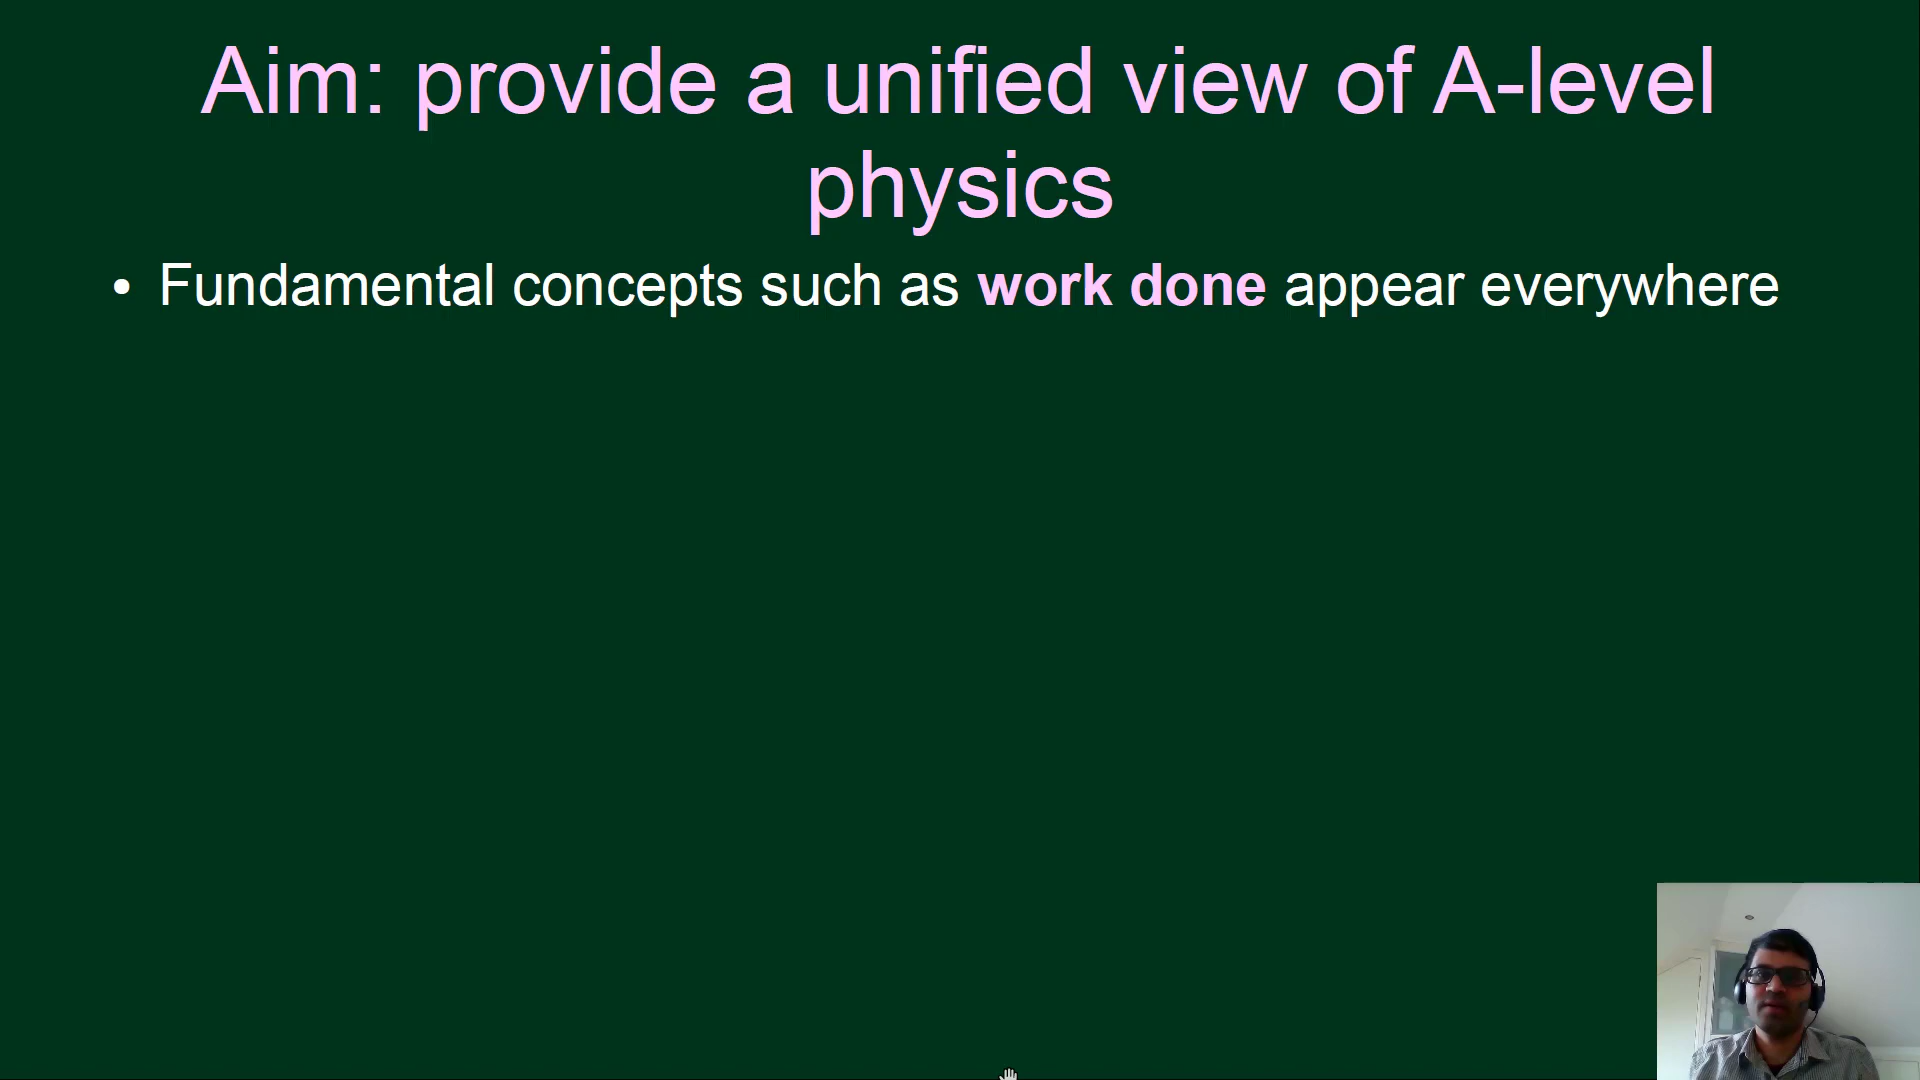 Aim: provide a unified view of A-level
physics
• Fundamental concepts such as work done appear everywhere